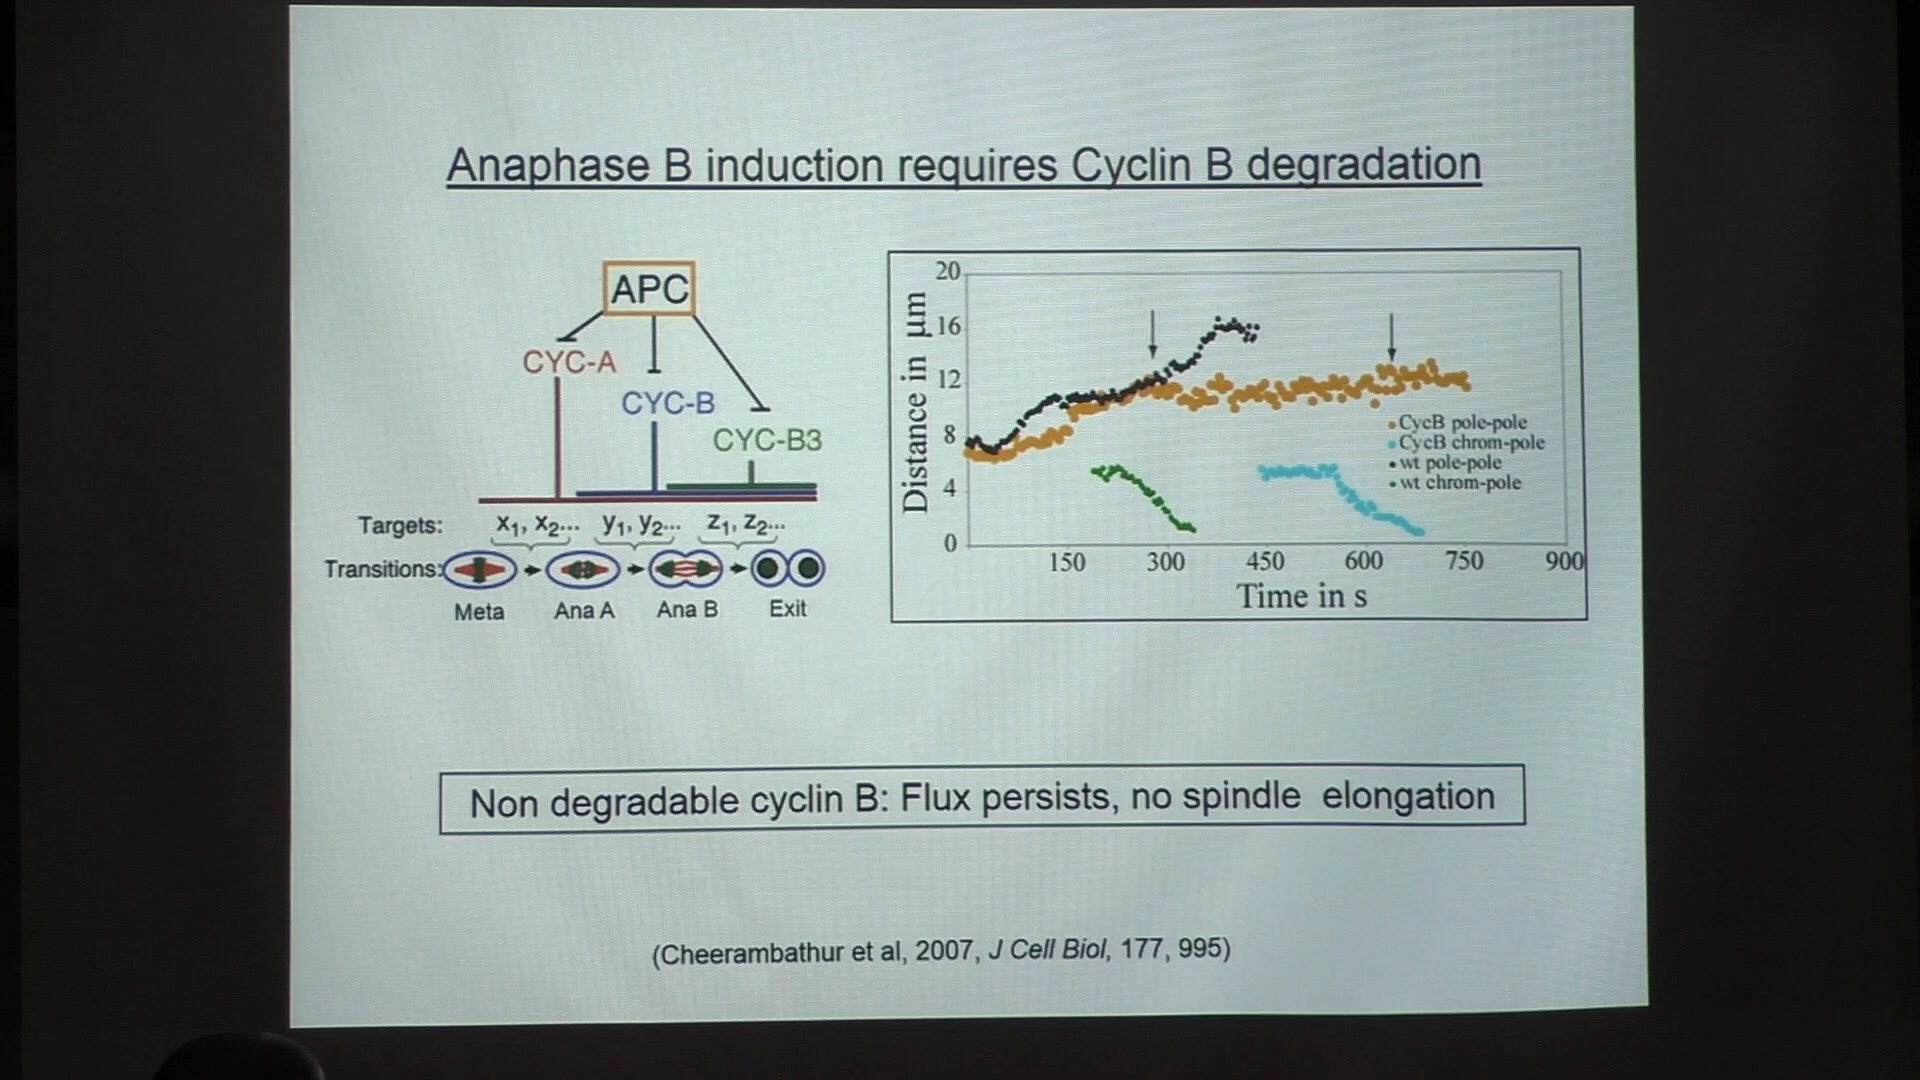 Anaphase B induction requires Cyclin B degradation
APC
CYC-A
CYC-B
CYC-B3
Targets: x1, x2... y1, y2... z1, z2...
Transitions:
Meta Ana A Ana B Exit
20
16
12
8
4
0
Distance in µm
150 300 450 600 750 900
Time in s
CycB pole-pole
CycB chrom-pole
wt pole-pole
wt chrom-pole
Non degradable cyclin B: Flux persists, no spindle elongation
(Cheerambathur et al, 2007, J Cell Biol, 177, 995)